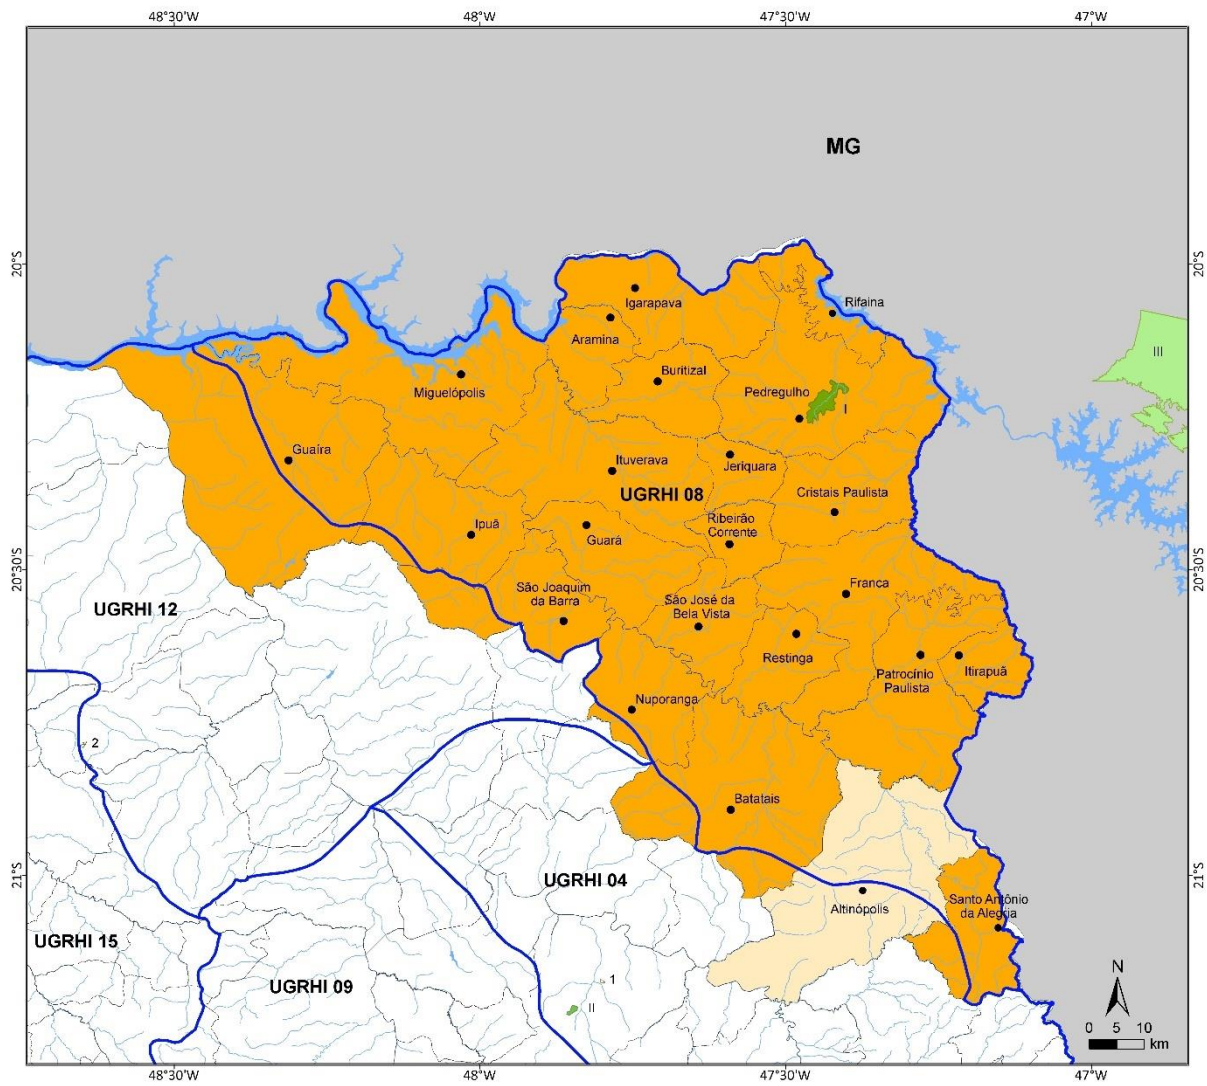 48°30'W
48°W
47°30'W
47°W
MG
20°S
20°S
Igarapava
Rifaina
Aramina
III
Buritizal
Miguelópolis
Pedregulho
I
Guaíra
Ituverava
Jeriquara
UGRHI 08
Cristais Paulista
Ribeirão
Corrente
Ipuã
Guará
20°30'S
20°30'S
São Joaquim
da Barra
Franca
UGRHI 12
São José da
Bela Vista
Restinga
Patrocínio
Paulista
Itirapuã
Nuporanga
2
Batatais
21°S
21°S
UGRHI 04
Altinópolis
Santo Antônio
da Alegria
UGRHI 15
UGRHI 09
1
II
N
0 5 10
km
48°30'W
48°W
47°30'W
47°W